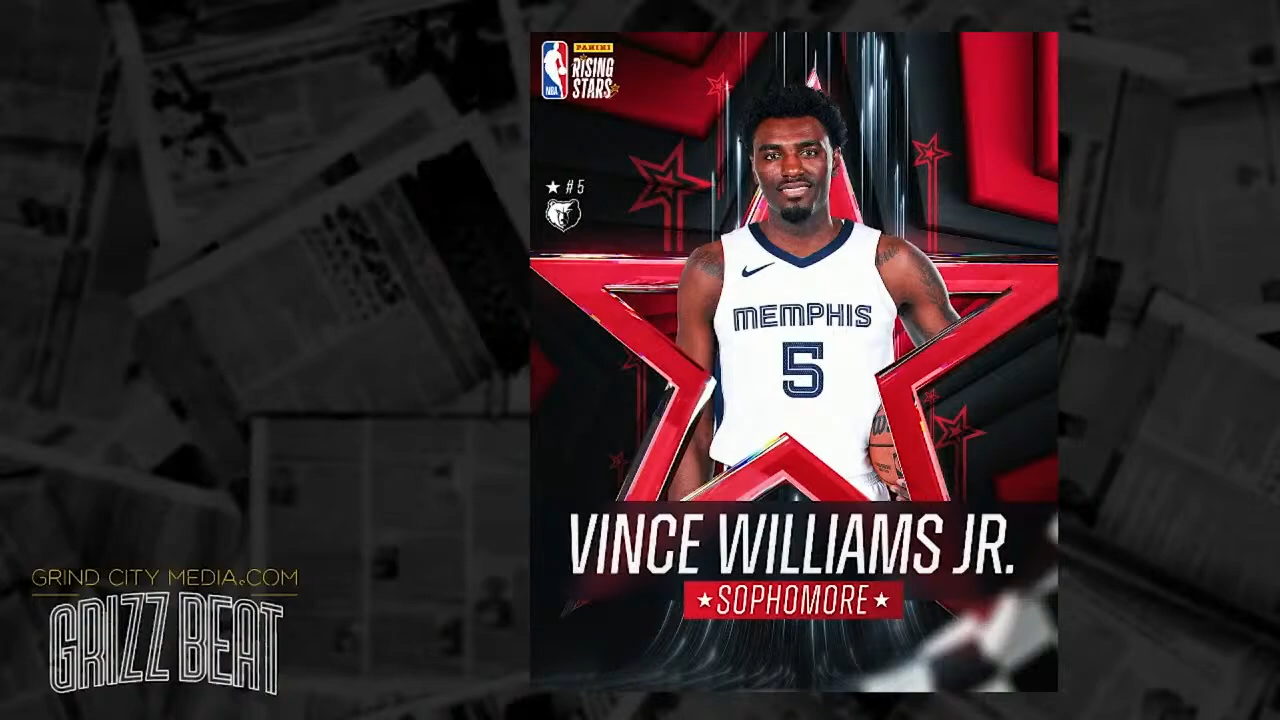 PANINI
NBA
RISING
STARS
#5
MEMPHIS
5
VINCE WILLIAMS JR.
SOPHOMORE
GRIND CITY MEDIA.COM
GRIZZ BEAT